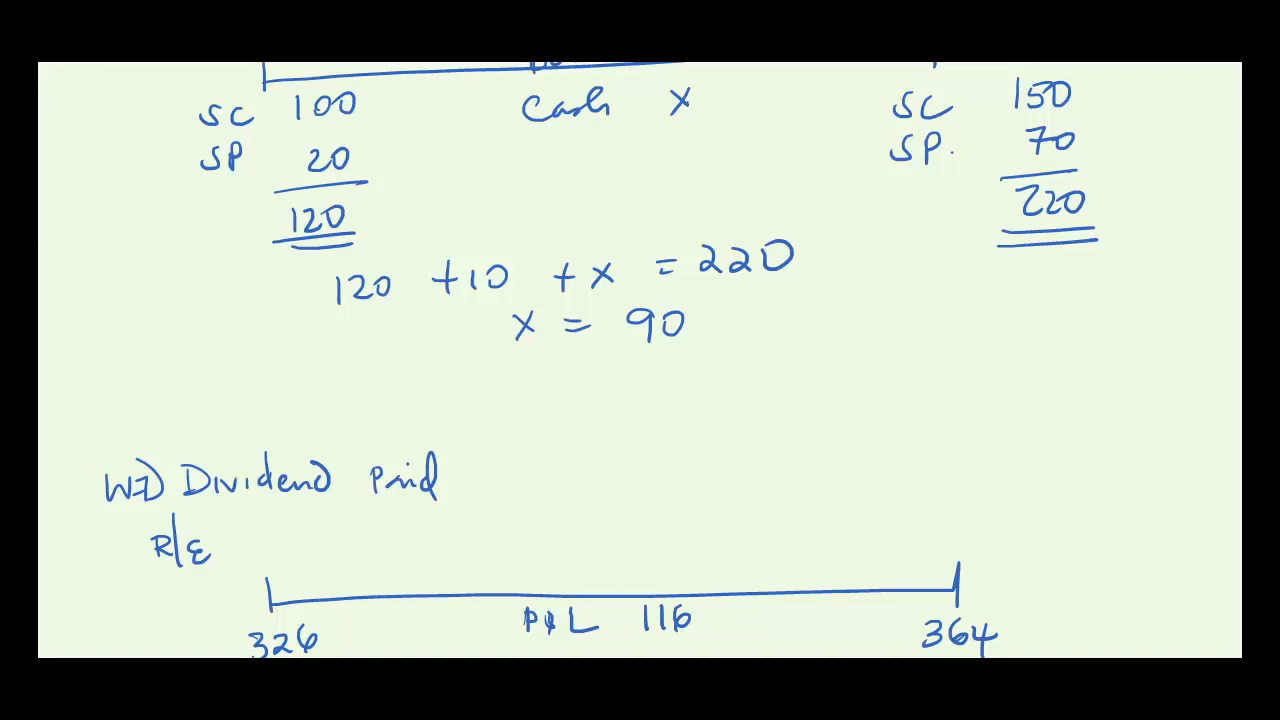 SC 100 Cash x SC 150
SP 20 SP. 70
120 220
120 + 10 + x = 220
x = 90
W7) Dividend Paid
R/E
P&L 116
326 364